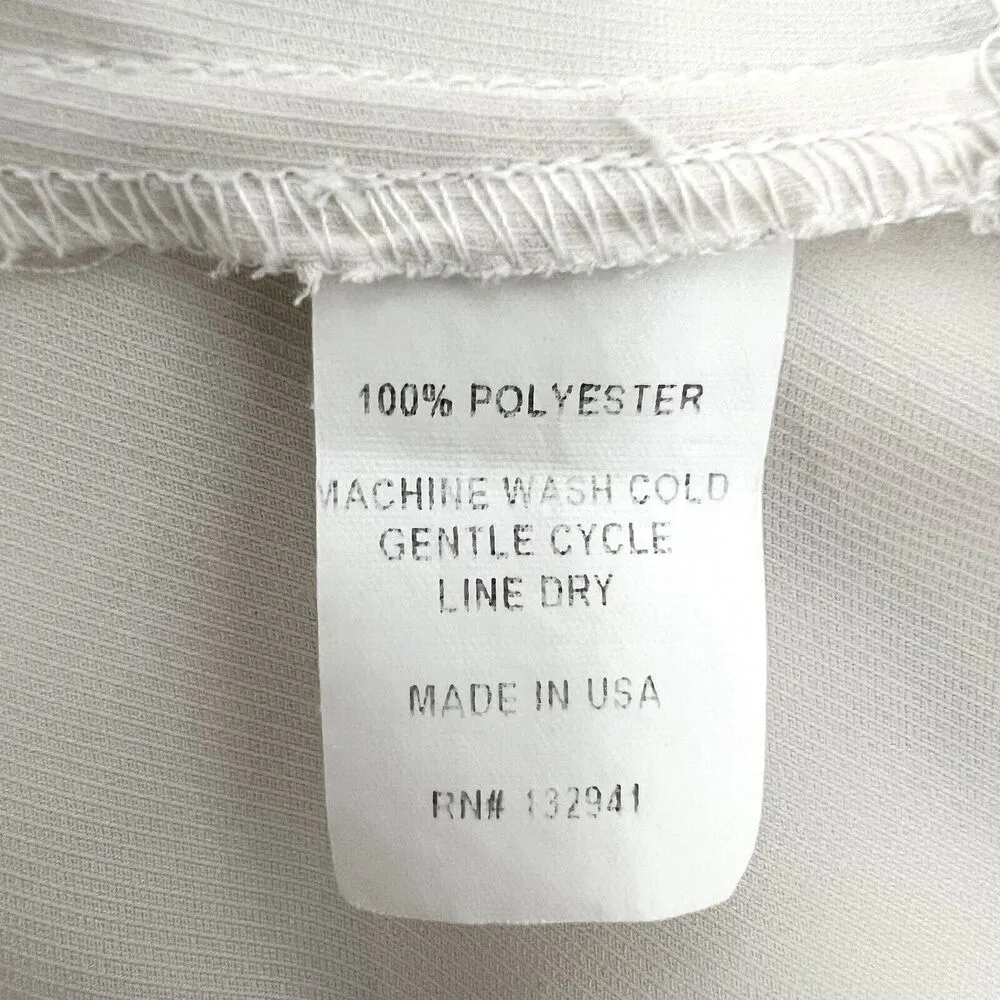 100% POLYESTER
MACHINE WASH COLD
GENTLE CYCLE
LINE DRY
MADE IN USA
RN# 132941